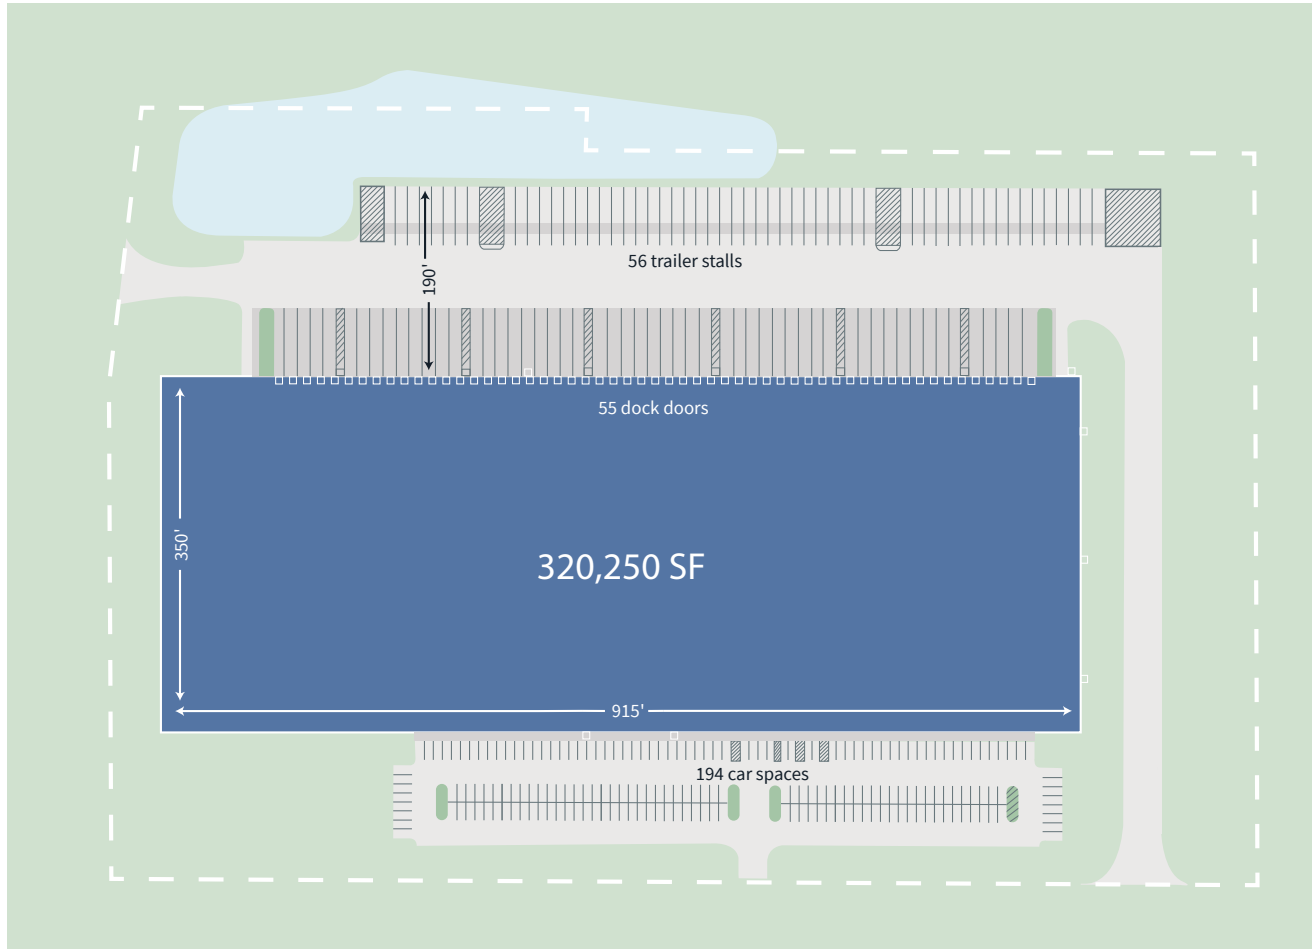 56 trailer stalls
190'
55 dock doors
350'
320,250 SF
915'
194 car spaces